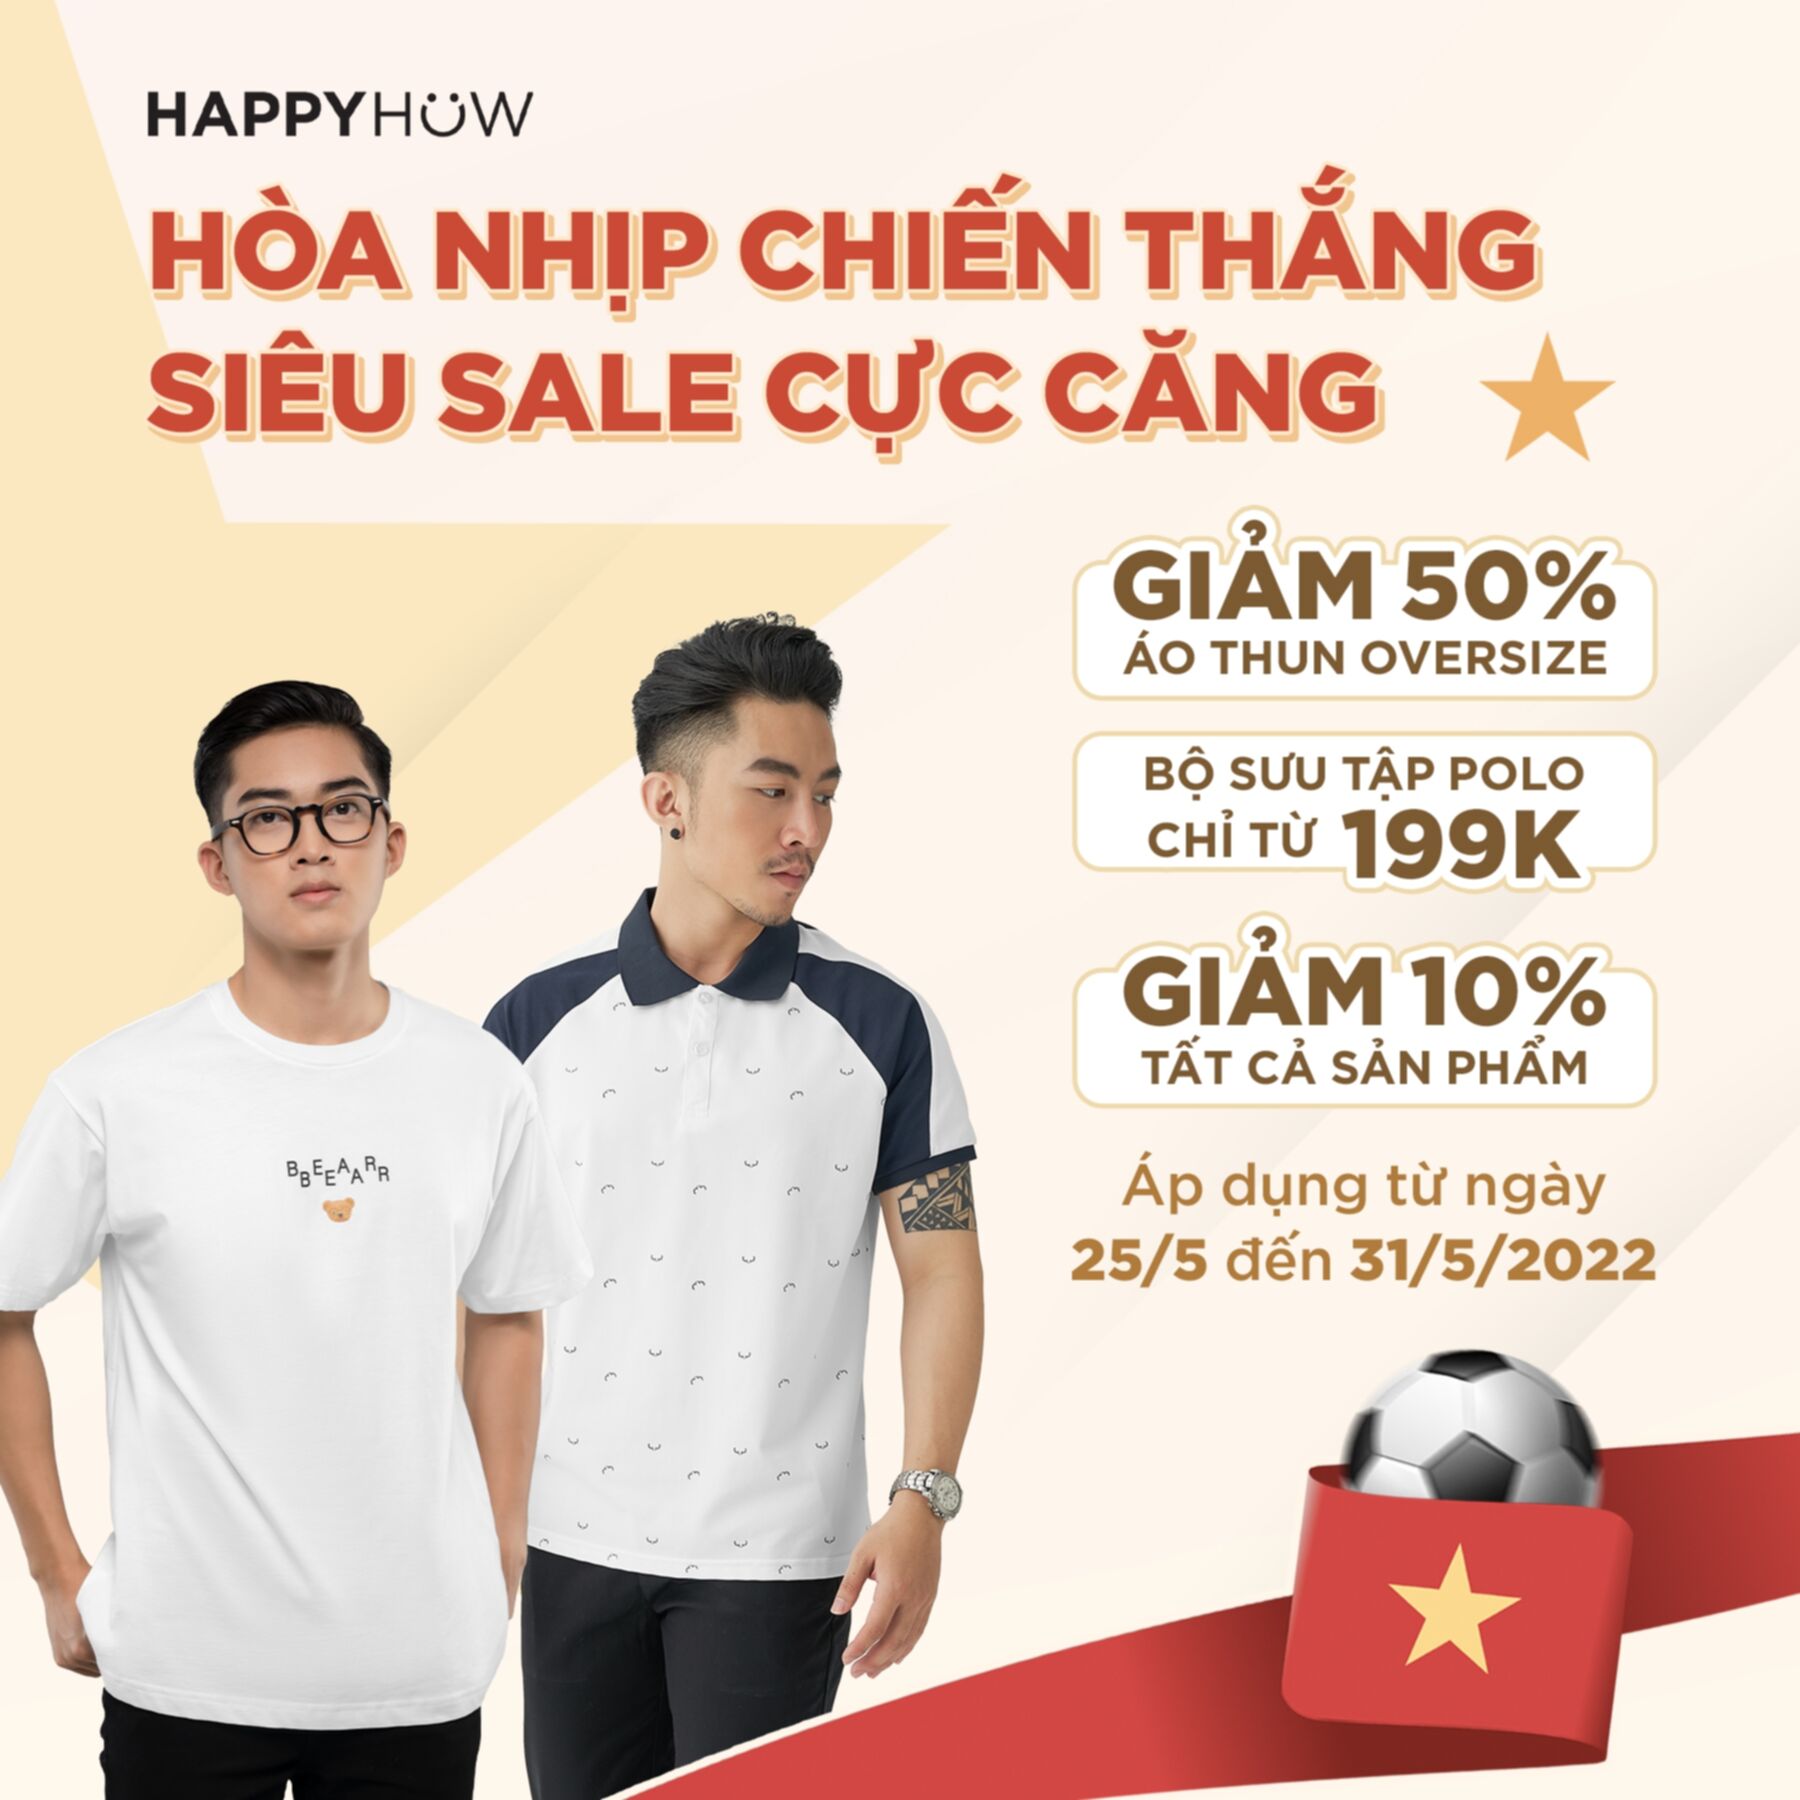 HAPPYHOW
HÒA NHỊP CHIẾN THẮNG
SIÊU SALE CỰC CĂNG
GIẢM 50%
ÁO THUN OVERSIZE
BỘ SƯU TẬP POLO
CHỈ TỪ 199K
GIẢM 10%
TẤT CẢ SẢN PHẨM
Áp dụng từ ngày
25/5 đến 31/5/2022
BBEEAARR